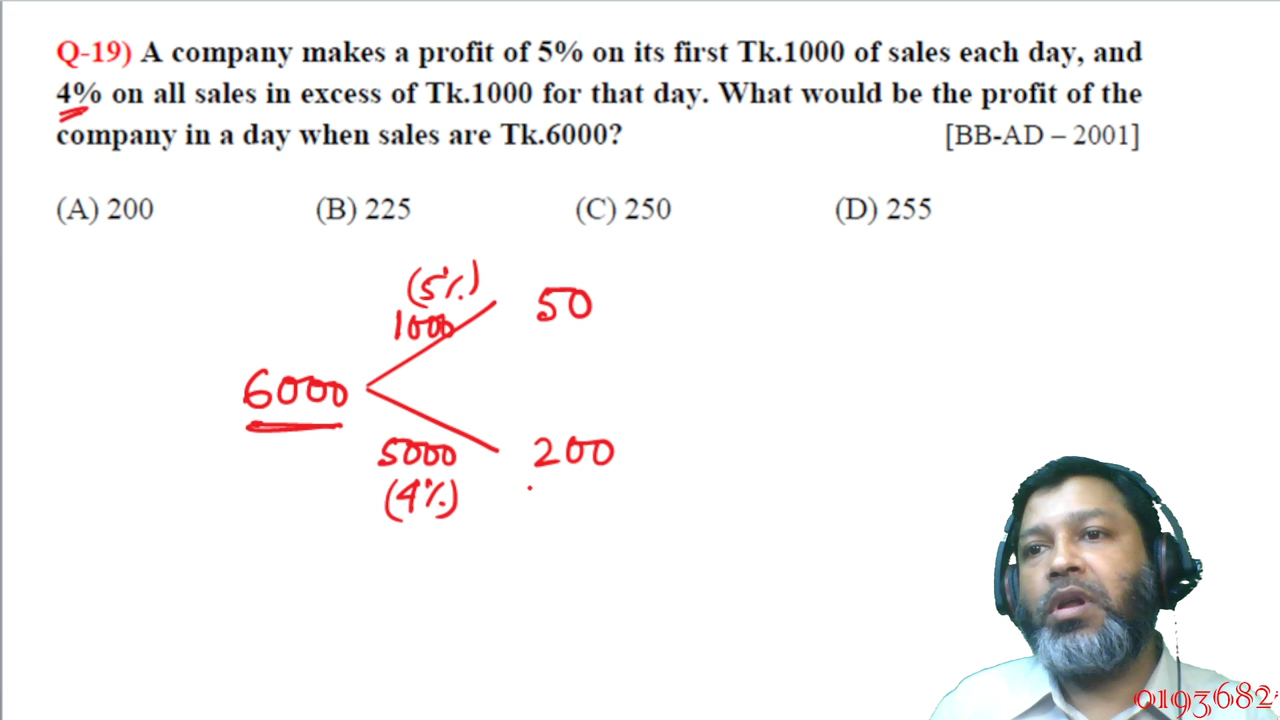 Q-19) A company makes a profit of 5% on its first Tk.1000 of sales each day, and
4% on all sales in excess of Tk.1000 for that day. What would be the profit of the
company in a day when sales are Tk.6000? [BB-AD – 2001]
(A) 200 (B) 225 (C) 250 (D) 255
(5%)
1000 50
6000
5000 200
(4%)
0193682